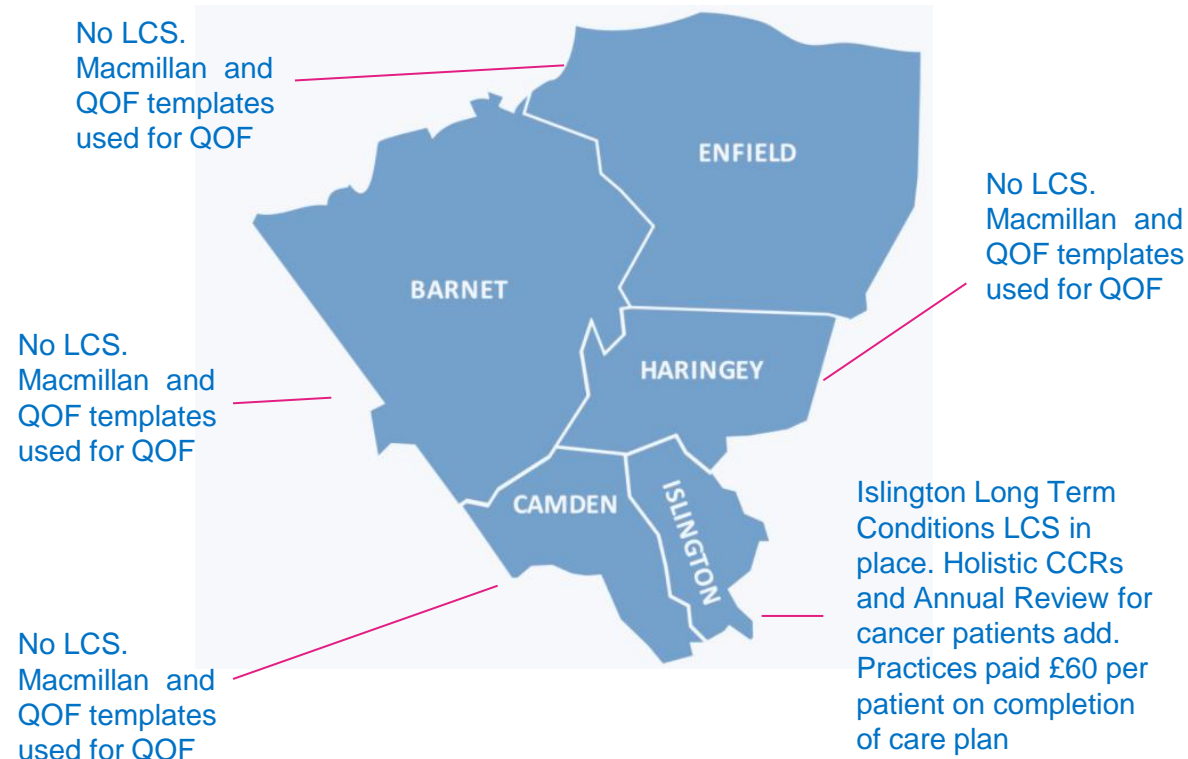 No LCS.
Macmillan and
QOF templates
used for QOF
ENFIELD
No LCS.
Macmillan and
QOF templates
used for QOF
BARNET
No LCS.
Macmillan and
QOF templates
used for QOF
HARINGEY
CAMDEN
ISLINGTON
Islington Long Term
Conditions LCS in
place. Holistic CCRs
and Annual Review for
cancer patients add.
Practices paid £60 per
patient on completion
of care plan
No LCS.
Macmillan and
QOF templates
used for QOF